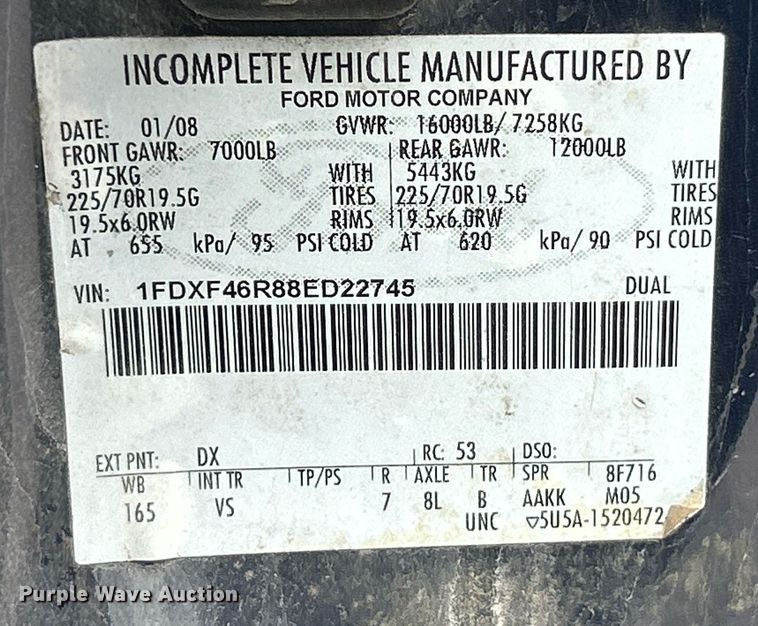 INCOMPLETE VEHICLE MANUFACTURED BY
FORD MOTOR COMPANY
DATE: 01/08 GVWR: 16000LB/ 7258KG
FRONT GAWR: 7000LB REAR GAWR: 12000LB
3175KG WITH 5443KG WITH
225/70R19.5G TIRES 225/70R19.5G TIRES
19.5x6.0RW RIMS 19.5x6.0RW RIMS
AT 655 kPa/ 95 PSI COLD AT 620 kPa/ 90 PSI COLD
VIN: 1FDXF46R88ED22745 DUAL
EXT PNT: DX RC: 53 DSO:
WB INT TR TP/PS R AXLE TR SPR 8F716
165 VS 7 8L B AAKK M05
UNC ▽5U5A-1520472
Purple Wave Auction